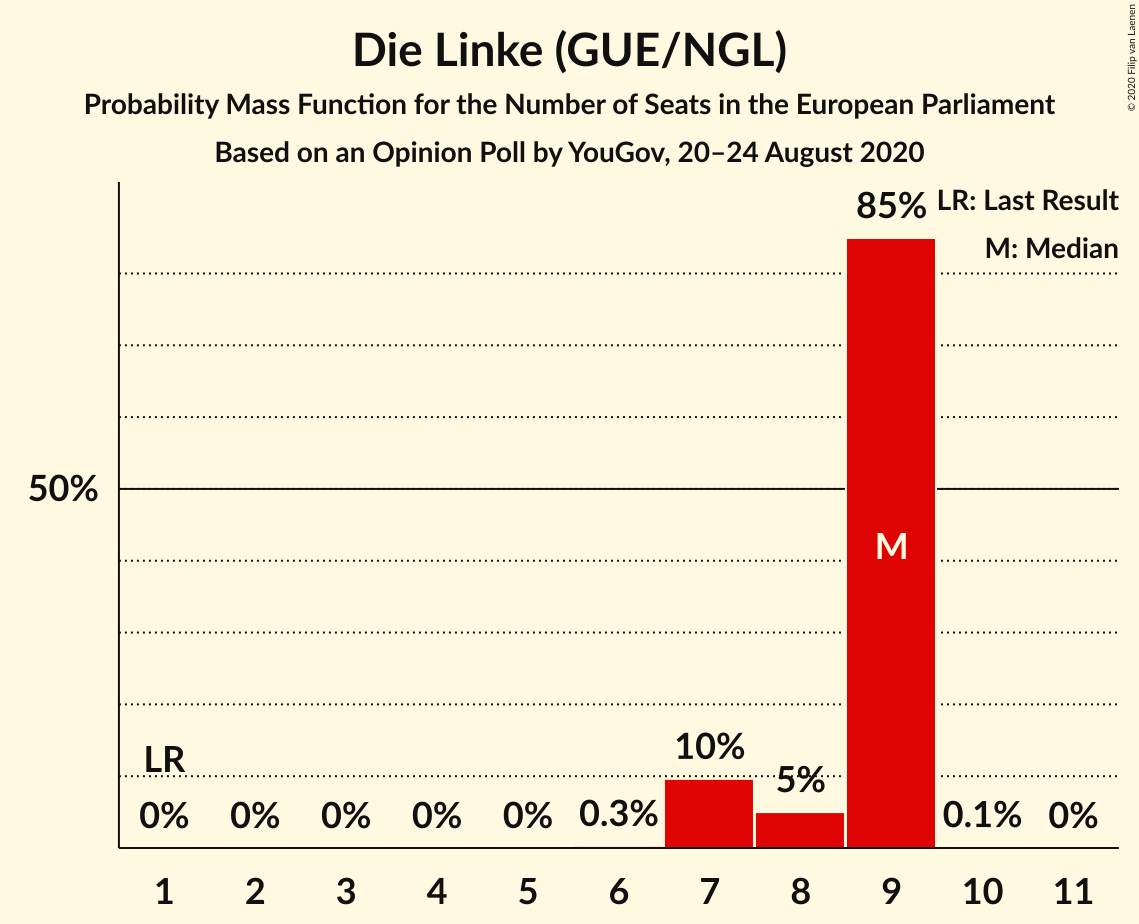 Die Linke (GUE/NGL)
Probability Mass Function for the Number of Seats in the European Parliament
Based on an Opinion Poll by YouGov, 20–24 August 2020
© 2020 Filip van Laenen
LR: Last Result
M: Median
85%
50%
M
LR
10%
5%
0% 0% 0% 0% 0% 0.3% 0.1% 0%
1 2 3 4 5 6 7 8 9 10 11